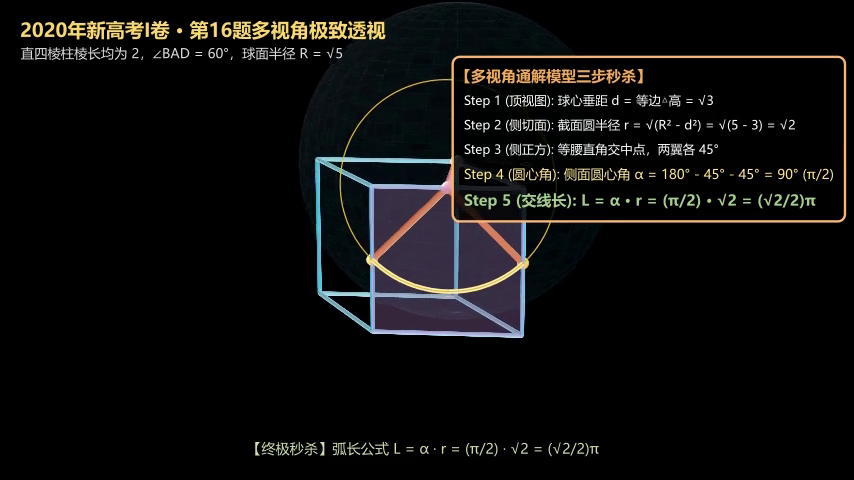 2020年新高考I卷 · 第16题多视角极致透视
直四棱柱棱长均为 2，∠BAD = 60°，球面半径 R = √5
【多视角通解模型三步秒杀】
Step 1 (顶视图): 球心垂距 d = 等边△高 = √3
Step 2 (侧切面): 截面圆半径 r = √(R² - d²) = √(5 - 3) = √2
Step 3 (侧正方): 等腰直角交中点，两翼各 45°
Step 4 (圆心角): 侧面圆心角 α = 180° - 45° - 45° = 90° (π/2)
Step 5 (交线长): L = α · r = (π/2) · √2 = (√2/2)π
【终极秒杀】弧长公式 L = α · r = (π/2) · √2 = (√2/2)π